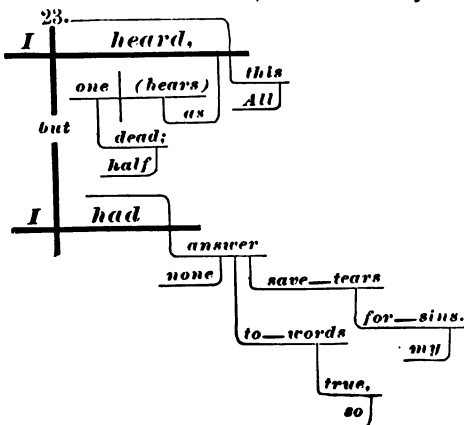 23.
I heard,
this
one (hears)
All
as
but
dead;
half
I had
answer
none
save—tears
for—sins.
to—words
my
true,
so